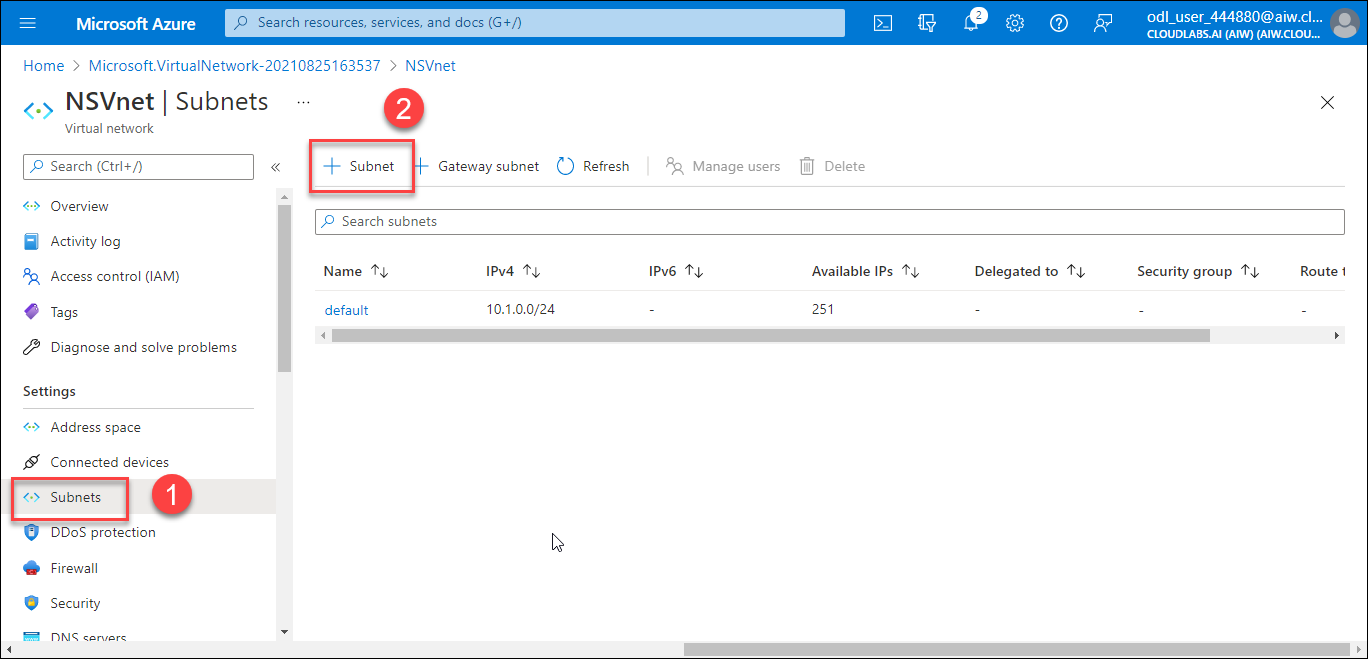 Microsoft Azure
Search resources, services, and docs (G+/)
2
odl_user_444880@aiw.cl...
CLOUDLABS.AI (AIW) (AIW.CLOU...
Home > Microsoft.VirtualNetwork-20210825163537 > NSVnet
NSVnet | Subnets ...
Virtual network
2
Search (Ctrl+/)
«
+ Subnet + Gateway subnet Refresh Manage users Delete
Overview
Activity log
Access control (IAM)
Tags
Diagnose and solve problems
Settings
Address space
Connected devices
Subnets
1
DDoS protection
Firewall
Security
DNS servers
Search subnets
Name IPv4 IPv6 Available IPs Delegated to Security group Route t
default 10.1.0.0/24 - 251 - - -